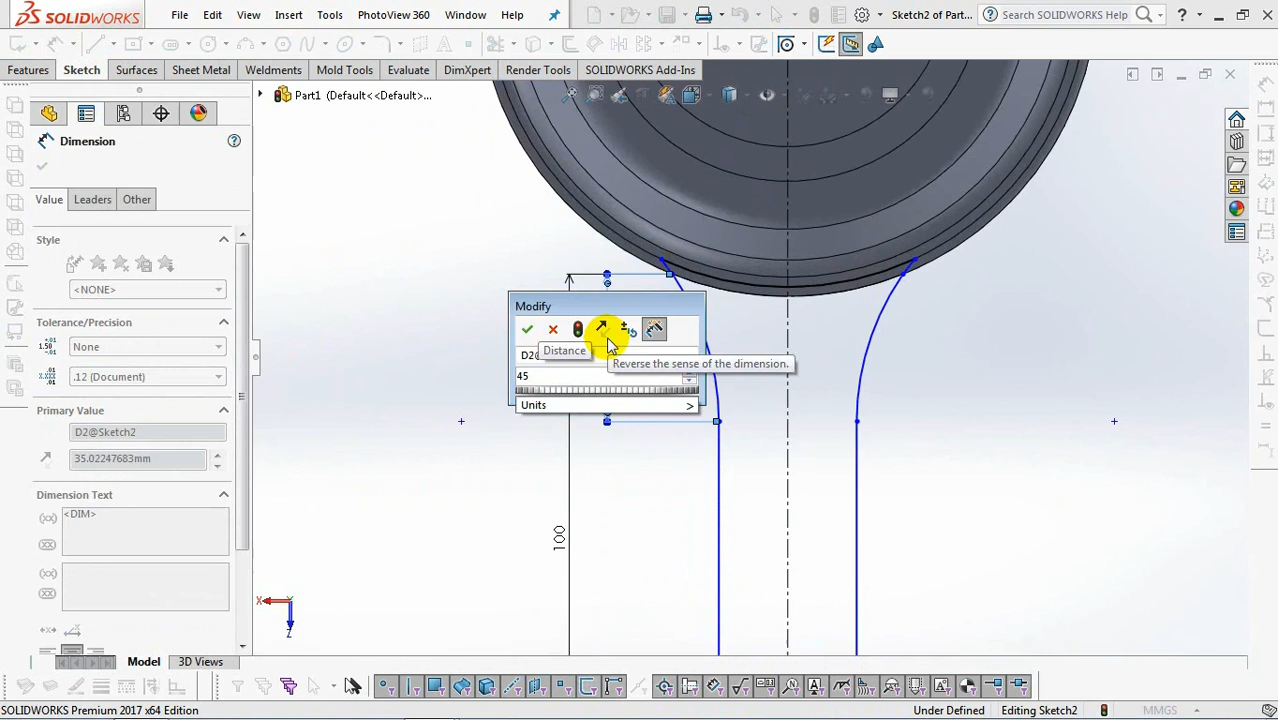 SOLIDWORKS
File
Edit
View
Insert
Tools
PhotoView 360
Window
Help
Sketch2 of Part...
Search SOLIDWORKS Help
Features
Sketch
Surfaces
Sheet Metal
Weldments
Mold Tools
Evaluate
DimXpert
Render Tools
SOLIDWORKS Add-Ins
Part1 (Default<<Default>...
Dimension
Value
Leaders
Other
Style
<NONE>
Tolerance/Precision
None
.12 (Document)
Primary Value
D2@Sketch2
35.02247683mm
Dimension Text
<DIM>
Modify
Distance
Reverse the sense of the dimension.
45
Units
100
X
Z
Model
3D Views
SOLIDWORKS Premium 2017 x64 Edition
Under Defined
Editing Sketch2
MMGS